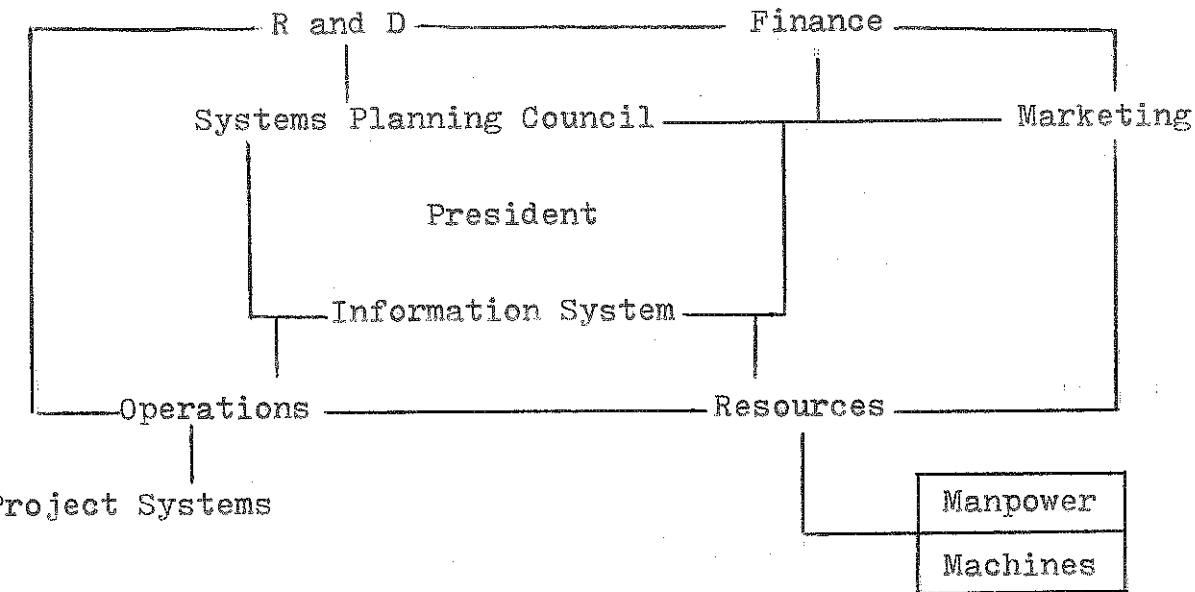 R and D Finance
Systems Planning Council Marketing
President
Information System
Operations Resources
Project Systems
Manpower
Machines